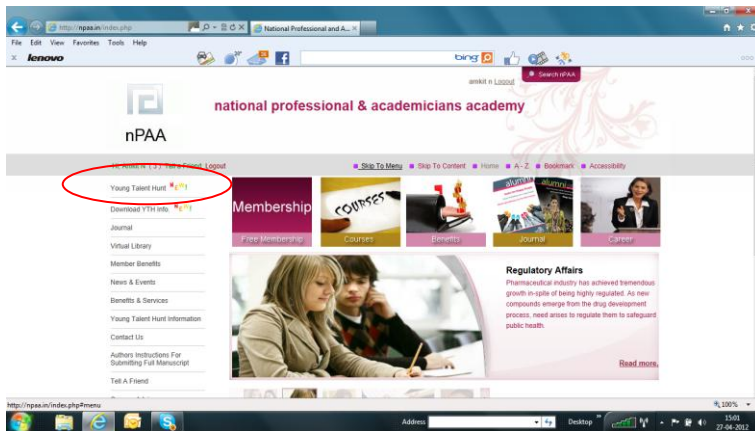 http://npaa.in/index.php
National Professional and A...
File Edit View Favorites Tools Help
x lenovo
bing
amkit n Logout
Search nPAA
national professional & academicians academy
nPAA
Tell a Friend Logout
Skip To Menu Skip To Content Home A - Z Bookmark Accessibility
Young Talent Hunt
Download YTH Info.
Journal
Virtual Library
Member Benefits
News & Events
Benefits & Services
Young Talent Hunt Information
Contact Us
Authors Instructions For
Submitting Full Manuscript
Tell A Friend
Membership
Free Membership
COURSES
Courses
Benefits
alumni
alumni
Journal
Career
Regulatory Affairs
Pharmaceutical industry has achieved tremendous
growth in-spite of being highly regulated. As new
compounds emerge from the drug development
process, need arises to regulate them to safeguard
public health.
Read more.
http://npaa.in/index.php#menu
100%
Address
Desktop
15:01
27-04-2012